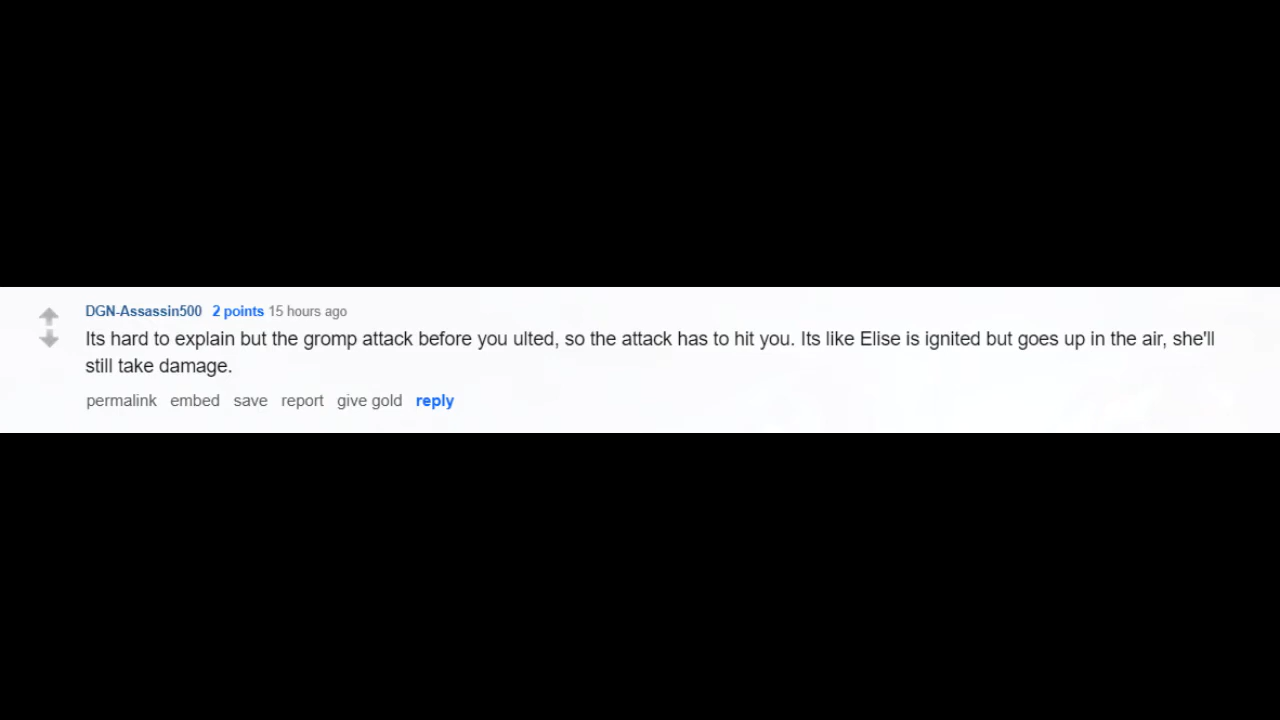 DGN-Assassin500 2 points 15 hours ago
Its hard to explain but the gromp attack before you ulted, so the attack has to hit you. Its like Elise is ignited but goes up in the air, she'll
still take damage.
permalink embed save report give gold reply